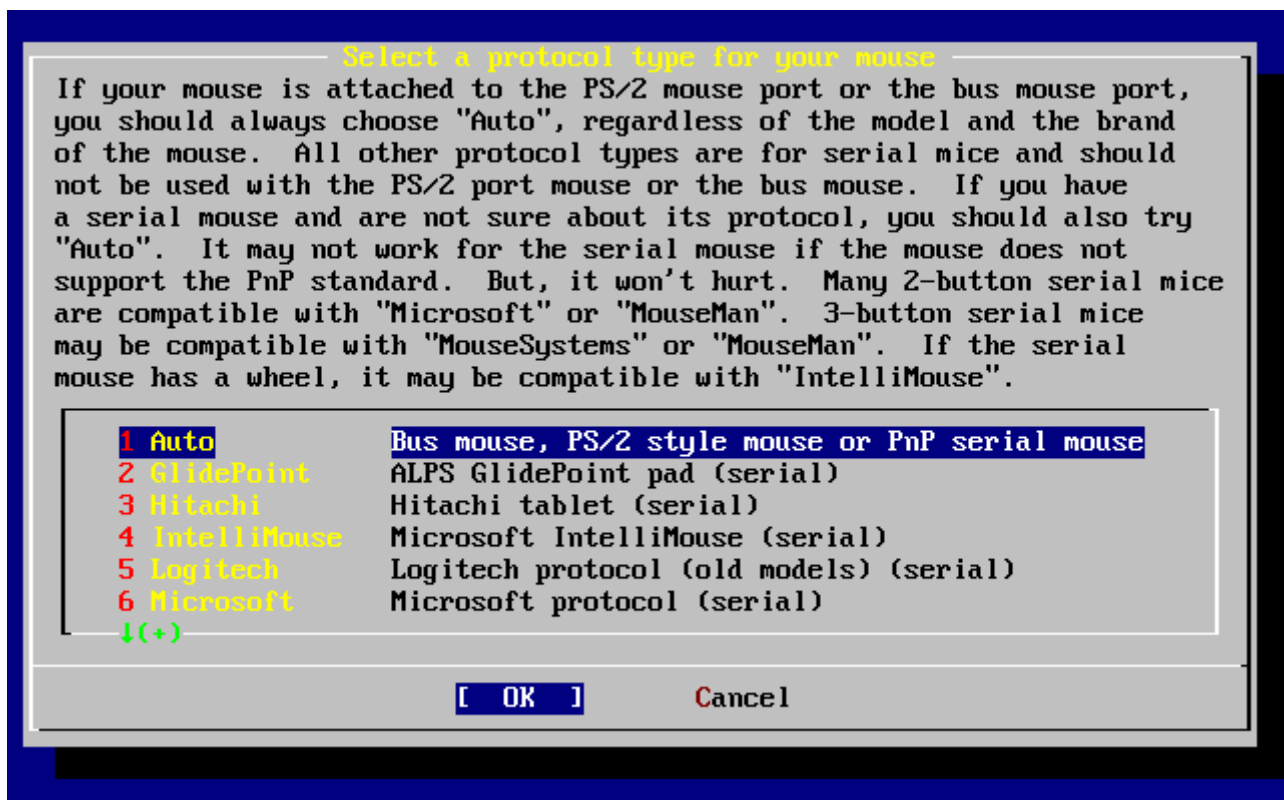 Select a protocol type for your mouse
If your mouse is attached to the PS/2 mouse port or the bus mouse port,
you should always choose "Auto", regardless of the model and the brand
of the mouse.  All other protocol types are for serial mice and should
not be used with the PS/2 port mouse or the bus mouse.  If you have
a serial mouse and are not sure about its protocol, you should also try
"Auto".  It may not work for the serial mouse if the mouse does not
support the PnP standard.  But, it won't hurt.  Many 2-button serial mice
are compatible with "Microsoft" or "MouseMan".  3-button serial mice
may be compatible with "MouseSystems" or "MouseMan".  If the serial
mouse has a wheel, it may be compatible with "IntelliMouse".
1 Auto Bus mouse, PS/2 style mouse or PnP serial mouse
2 GlidePoint ALPS GlidePoint pad (serial)
3 Hitachi Hitachi tablet (serial)
4 IntelliMouse Microsoft IntelliMouse (serial)
5 Logitech Logitech protocol (old models) (serial)
6 Microsoft Microsoft protocol (serial)
↓(+)
[ OK ] Cancel